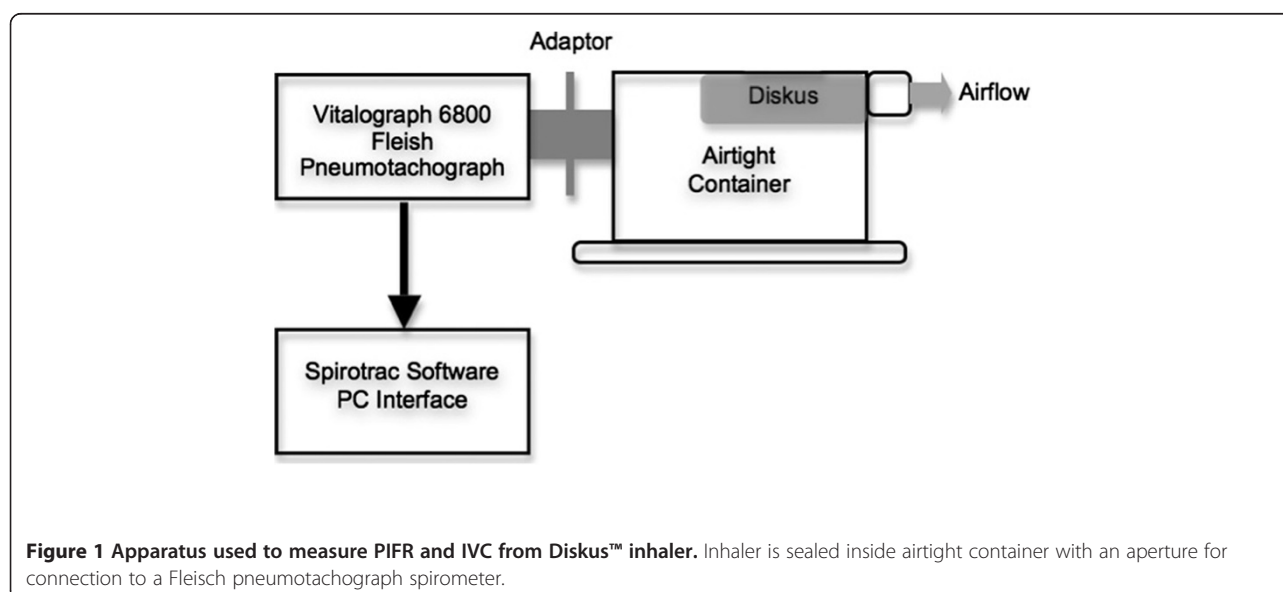 Adaptor
Vitalograph 6800
Fleish
Pneumotachograph
Diskus
Airflow
Airtight
Container
Spirotrac Software
PC Interface
Figure 1 Apparatus used to measure PIFR and IVC from Diskus™ inhaler. Inhaler is sealed inside airtight container with an aperture for
connection to a Fleisch pneumotachograph spirometer.